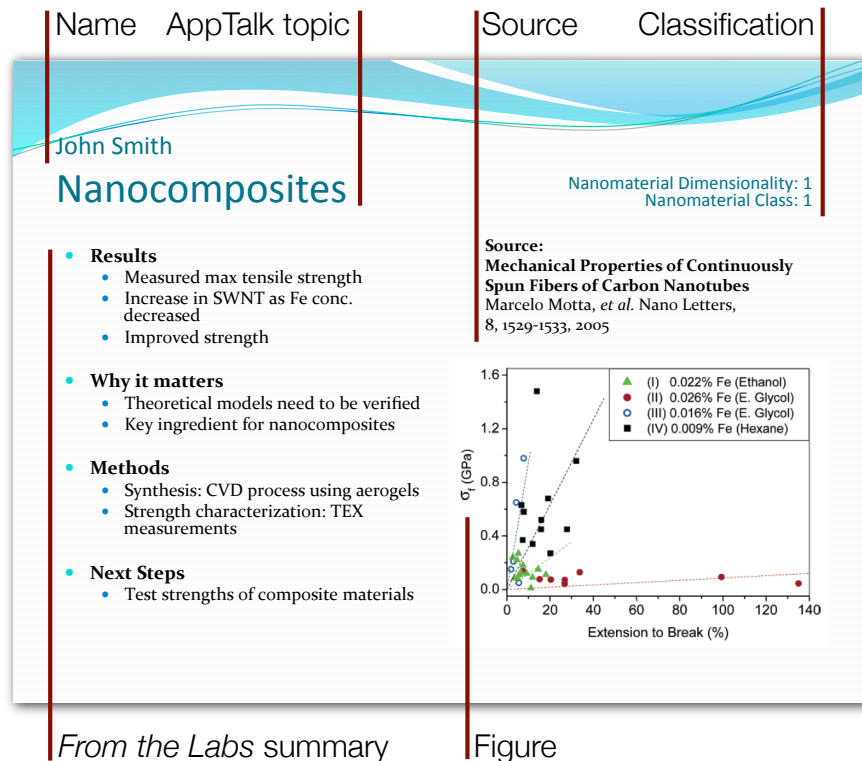 Name AppTalk topic Source Classification
John Smith
Nanocomposites
Nanomaterial Dimensionality: 1
Nanomaterial Class: 1
• Results
• Measured max tensile strength
• Increase in SWNT as Fe conc.
decreased
• Improved strength
• Why it matters
• Theoretical models need to be verified
• Key ingredient for nanocomposites
• Methods
• Synthesis: CVD process using aerogels
• Strength characterization: TEX
measurements
• Next Steps
• Test strengths of composite materials
Source:
Mechanical Properties of Continuously
Spun Fibers of Carbon Nanotubes
Marcelo Motta, et al. Nano Letters,
8, 1529-1533, 2005
(I) 0.022% Fe (Ethanol)
(II) 0.026% Fe (E. Glycol)
(III) 0.016% Fe (E. Glycol)
(IV) 0.009% Fe (Hexane)
σf (GPa)
1.6
1.2
0.8
0.4
0.0
0 20 40 60 80 100 120 140
Extension to Break (%)
From the Labs summary Figure